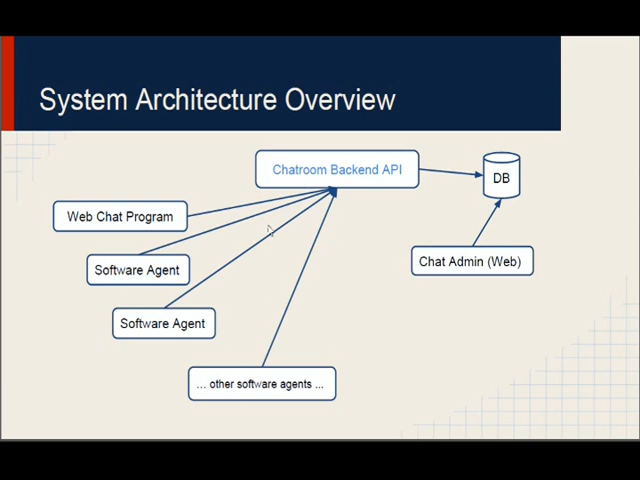 System Architecture Overview
Chatroom Backend API
DB
Web Chat Program
Software Agent
Chat Admin (Web)
Software Agent
... other software agents ...